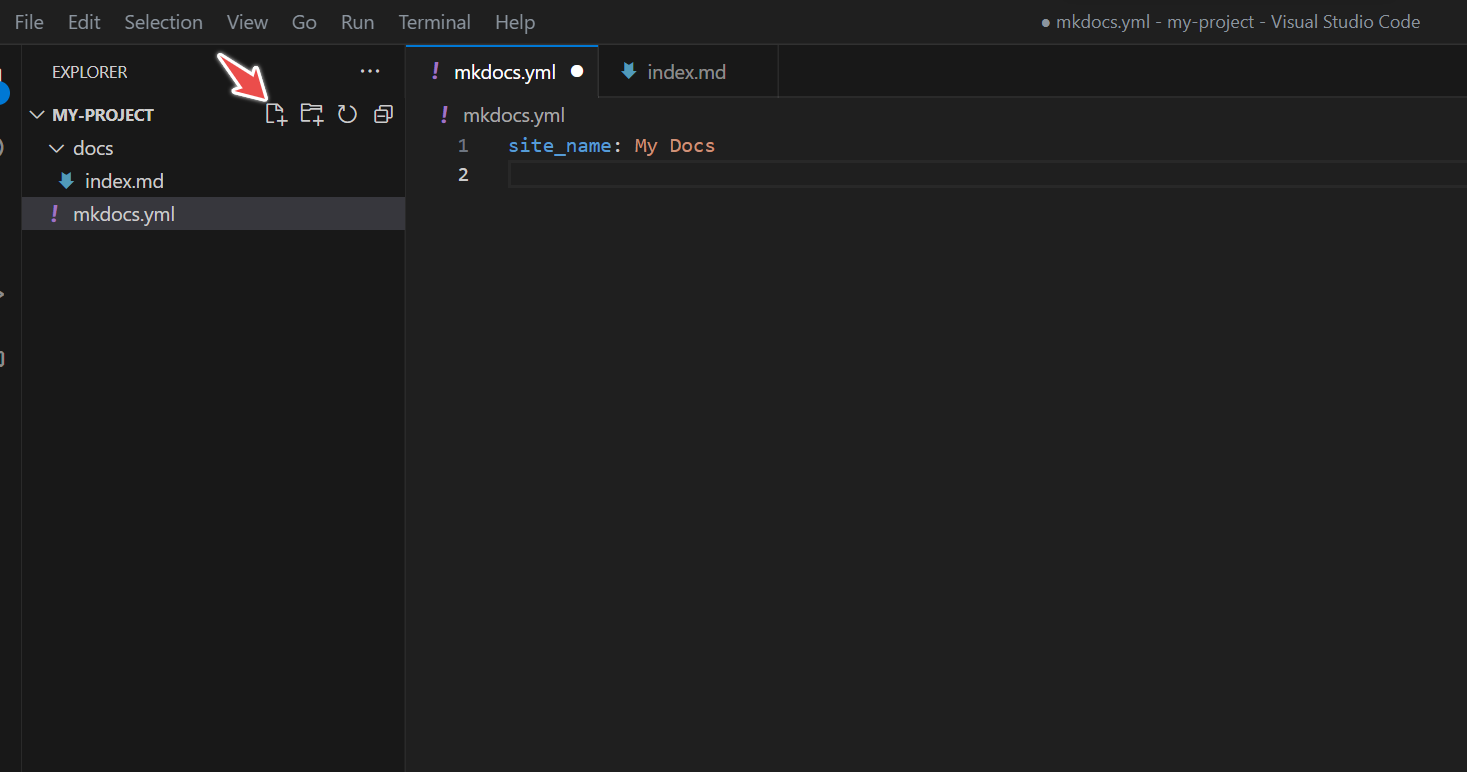 File Edit Selection View Go Run Terminal Help ● mkdocs.yml - my-project - Visual Studio Code
EXPLORER ···
MY-PROJECT
docs
index.md
! mkdocs.yml
! mkdocs.yml ● index.md
! mkdocs.yml
1 site_name: My Docs
2